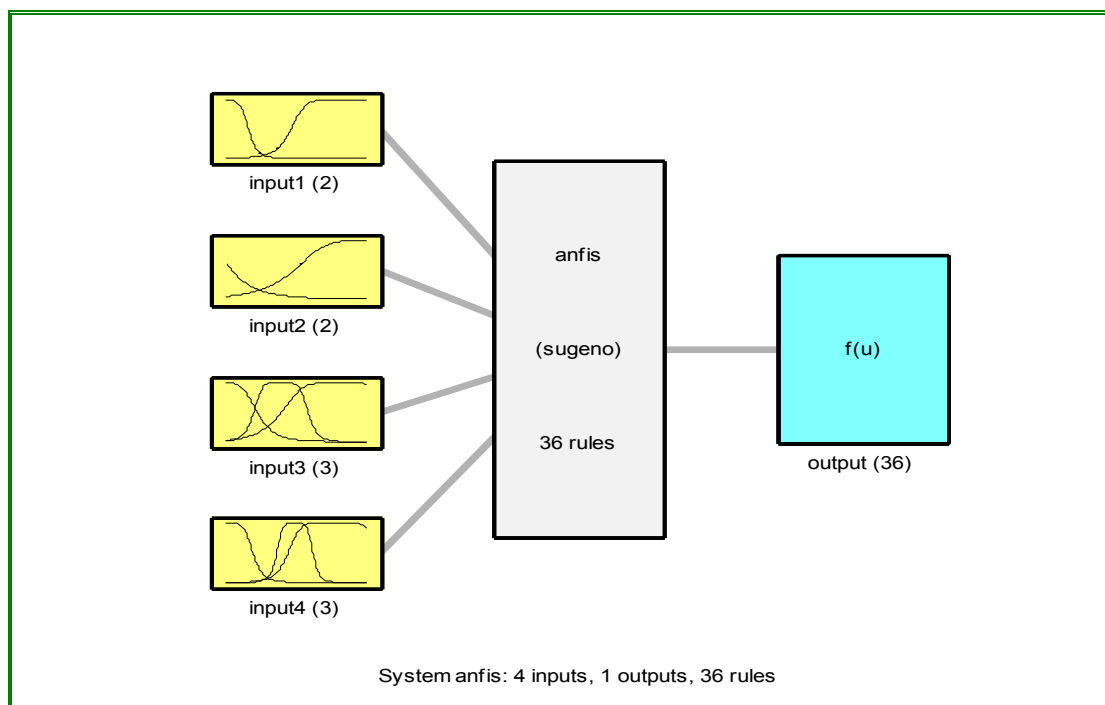 input1 (2)
input2 (2)
input3 (3)
input4 (3)
anfis
(sugeno)
36 rules
f(u)
output (36)
System anfis: 4 inputs, 1 outputs, 36 rules